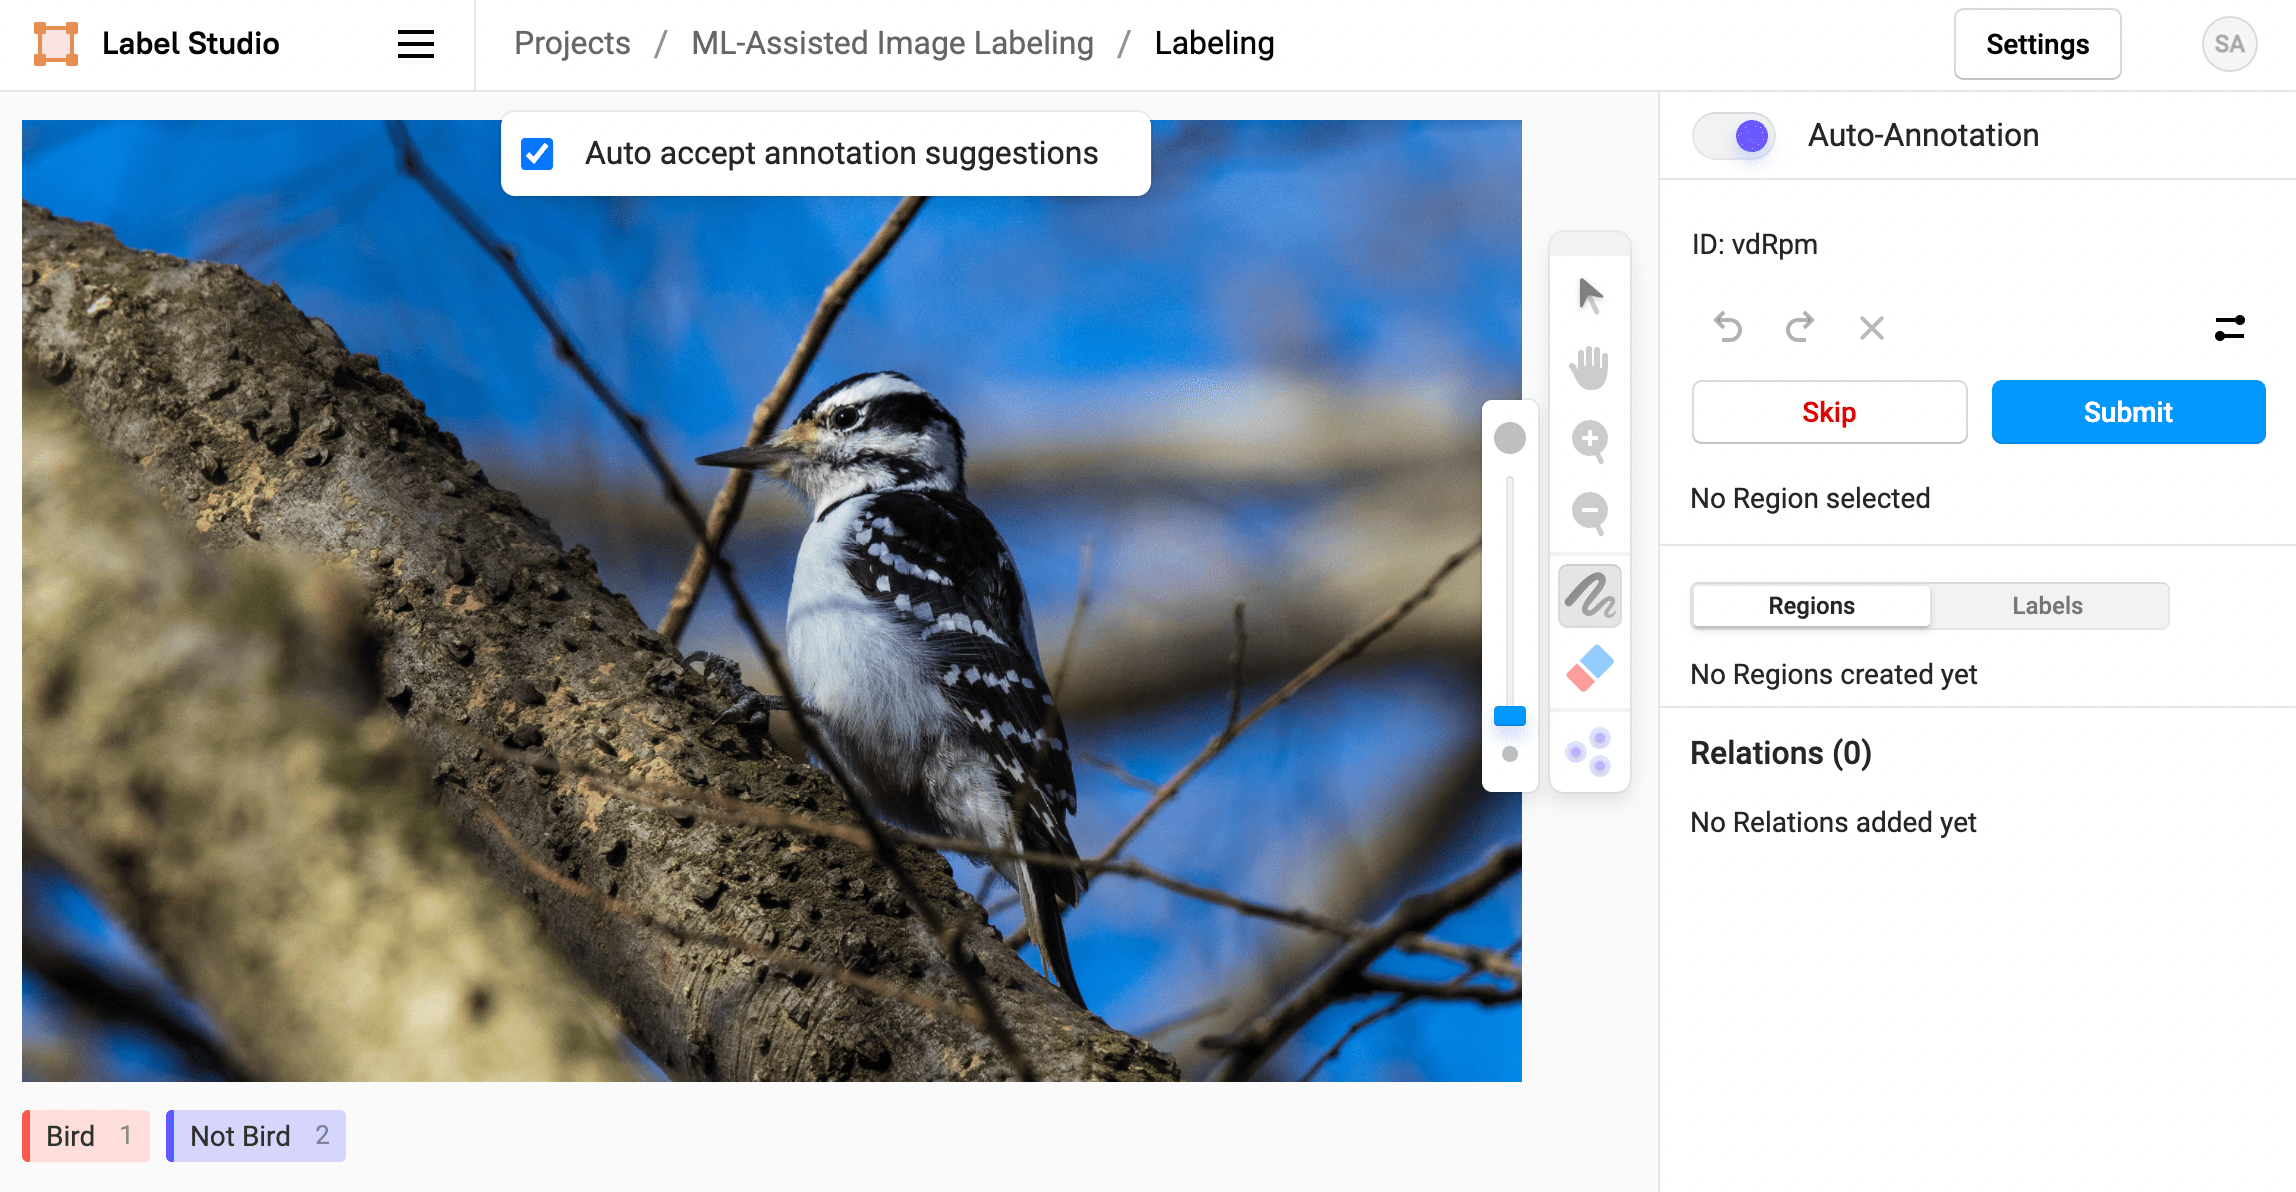 Label Studio
Projects / ML-Assisted Image Labeling / Labeling
Settings
SA
Auto accept annotation suggestions
Auto-Annotation
ID: vdRpm
Skip
Submit
No Region selected
Regions
Labels
No Regions created yet
Relations (0)
No Relations added yet
Bird 1
Not Bird 2